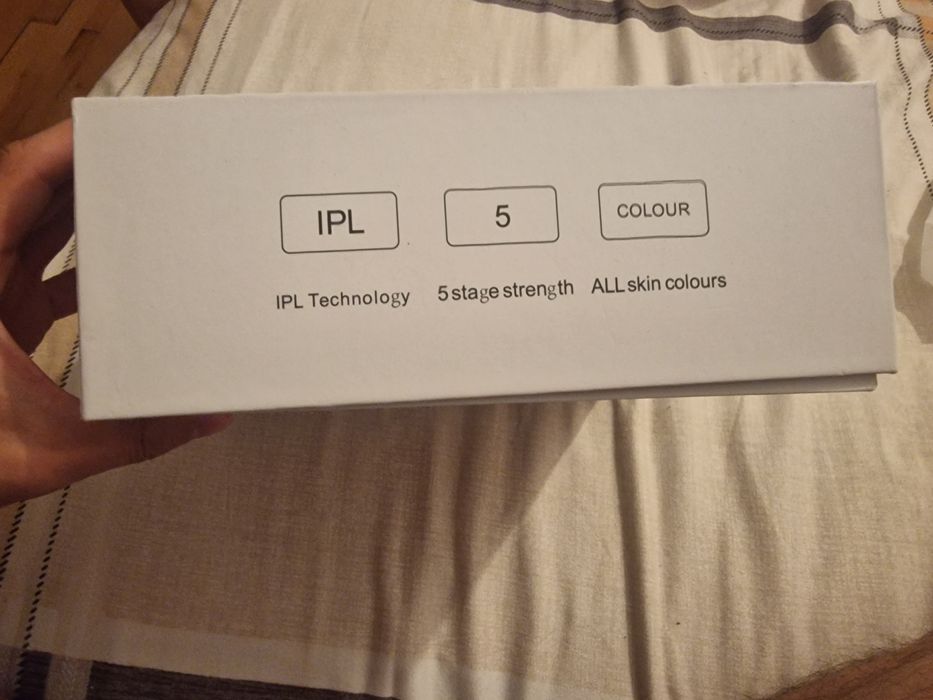 IPL
5
COLOUR
IPL Technology
5 stage strength
ALL skin colours